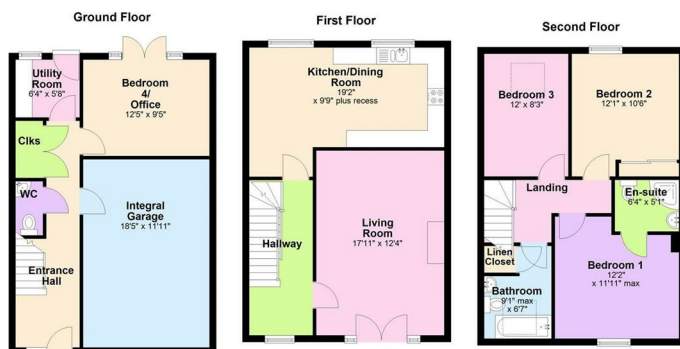 Ground Floor
Utility
Room
6'4" x 5'8"
Bedroom
4/
Office
12'5" x 9'5"
Clks
WC
Integral
Garage
18'5" x 11'11"
Entrance
Hall
First Floor
Kitchen/Dining
Room
19'2"
x 9'9" plus recess
Living
Room
17'11" x 12'4"
Hallway
Second Floor
Bedroom 3
12' x 8'3"
Bedroom 2
12'1" x 10'6"
Landing
En-suite
6'4" x 5'1"
Linen
Closet
Bedroom 1
12'2"
x 11'11" max
Bathroom
9'1" max
x 6'7"